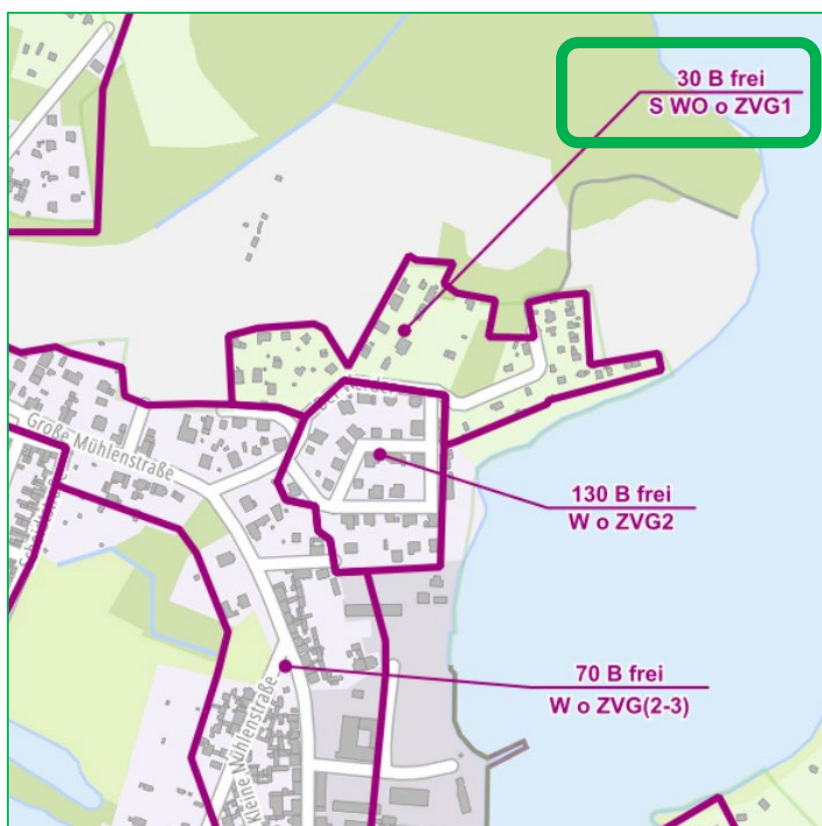 30 B frei
S WO o ZVG1
Große Mühlenstraße
130 B frei
W o ZVG2
70 B frei
W o ZVG(2-3)
Kleine Mühlenstraße